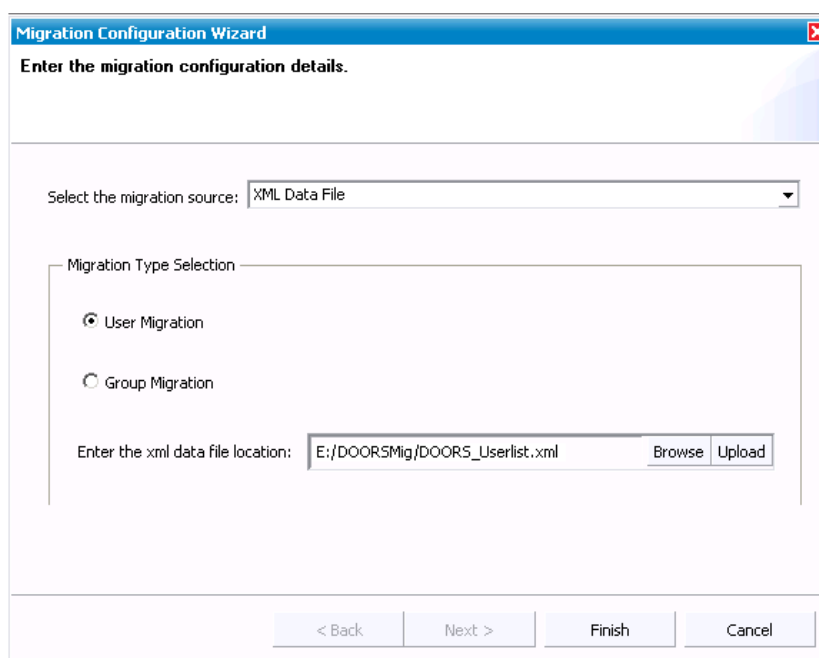 Migration Configuration Wizard
Enter the migration configuration details.
Select the migration source: XML Data File
Migration Type Selection
User Migration
Group Migration
Enter the xml data file location: E:/DOORSMig/DOORS_Userlist.xml Browse Upload
< Back Next > Finish Cancel